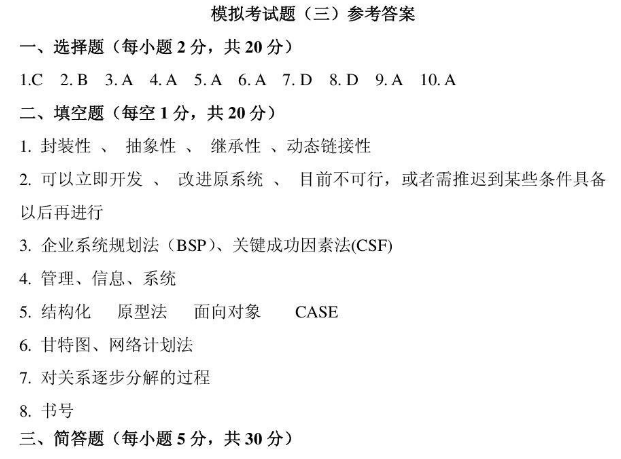 模拟考试题（三）参考答案
一、选择题（每小题 2 分，共 20 分）
1.C 2. B 3. A 4. A 5. A 6. A 7. D 8. D 9. A 10. A
二、填空题（每空 1 分，共 20 分）
1. 封装性 、 抽象性 、 继承性 、动态链接性
2. 可以立即开发 、 改进原系统 、 目前不可行，或者需推迟到某些条件具备
以后再进行
3. 企业系统规划法（BSP）、关键成功因素法(CSF)
4. 管理、信息、系统
5. 结构化 原型法 面向对象 CASE
6. 甘特图、网络计划法
7. 对关系逐步分解的过程
8. 书号
三、简答题（每小题 5 分，共 30 分）